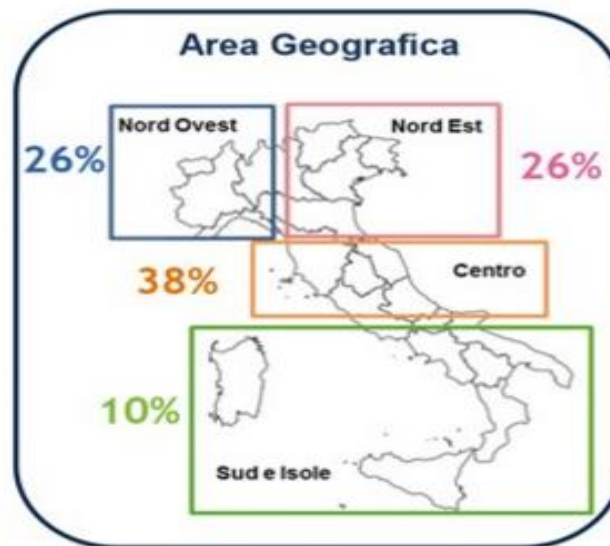 Area Geografica
Nord Ovest
Nord Est
26%
26%
38%
Centro
10%
Sud e Isole